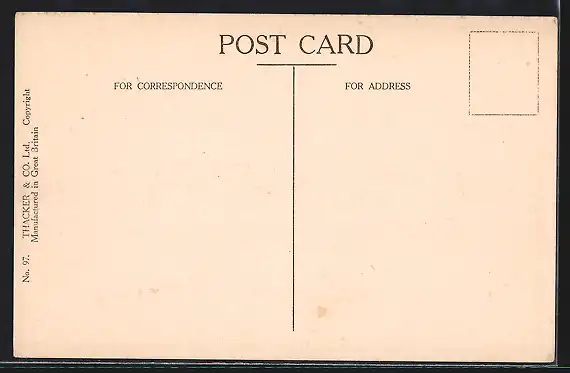 POST CARD
FOR CORRESPONDENCE
FOR ADDRESS
No. 97. THACKER & CO. Ltd. Copyright
Manufactured in Great Britain